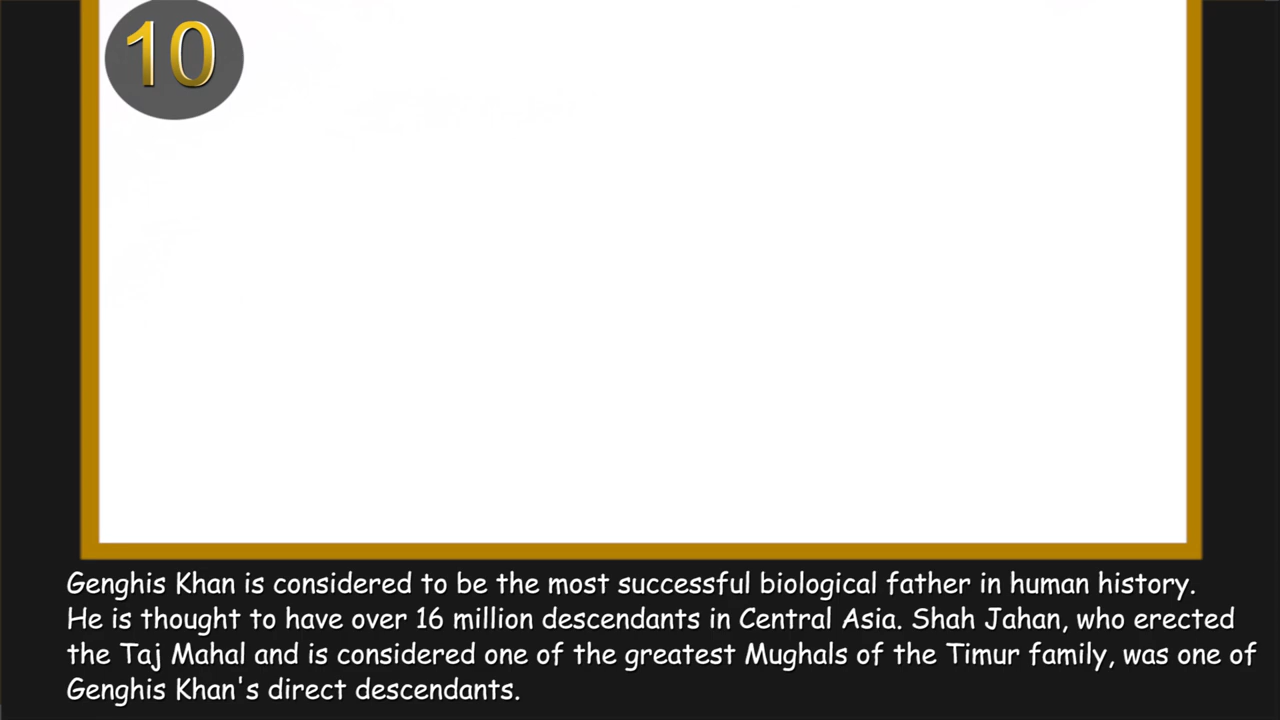 10
Genghis Khan is considered to be the most successful biological father in human history.
He is thought to have over 16 million descendants in Central Asia. Shah Jahan, who erected
the Taj Mahal and is considered one of the greatest Mughals of the Timur family, was one of
Genghis Khan's direct descendants.